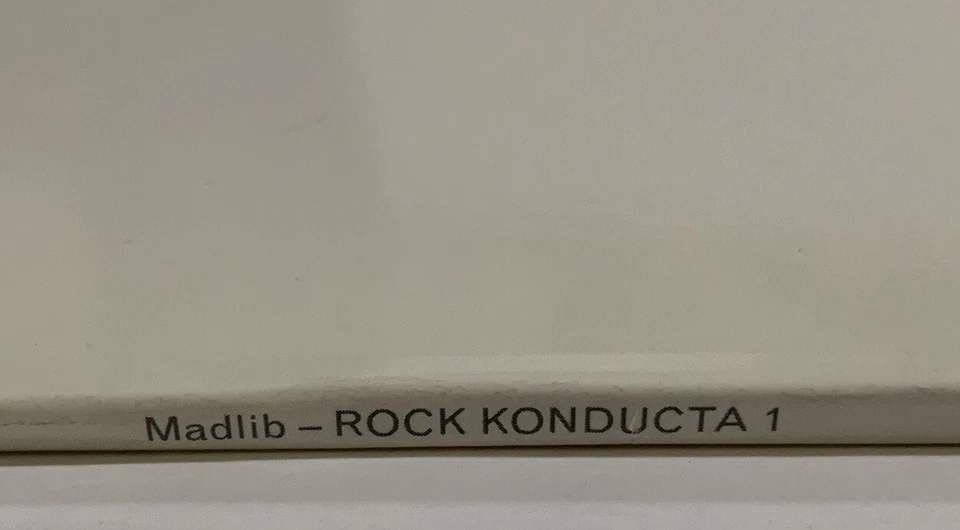 Madlib – ROCK KONDUCTA 1